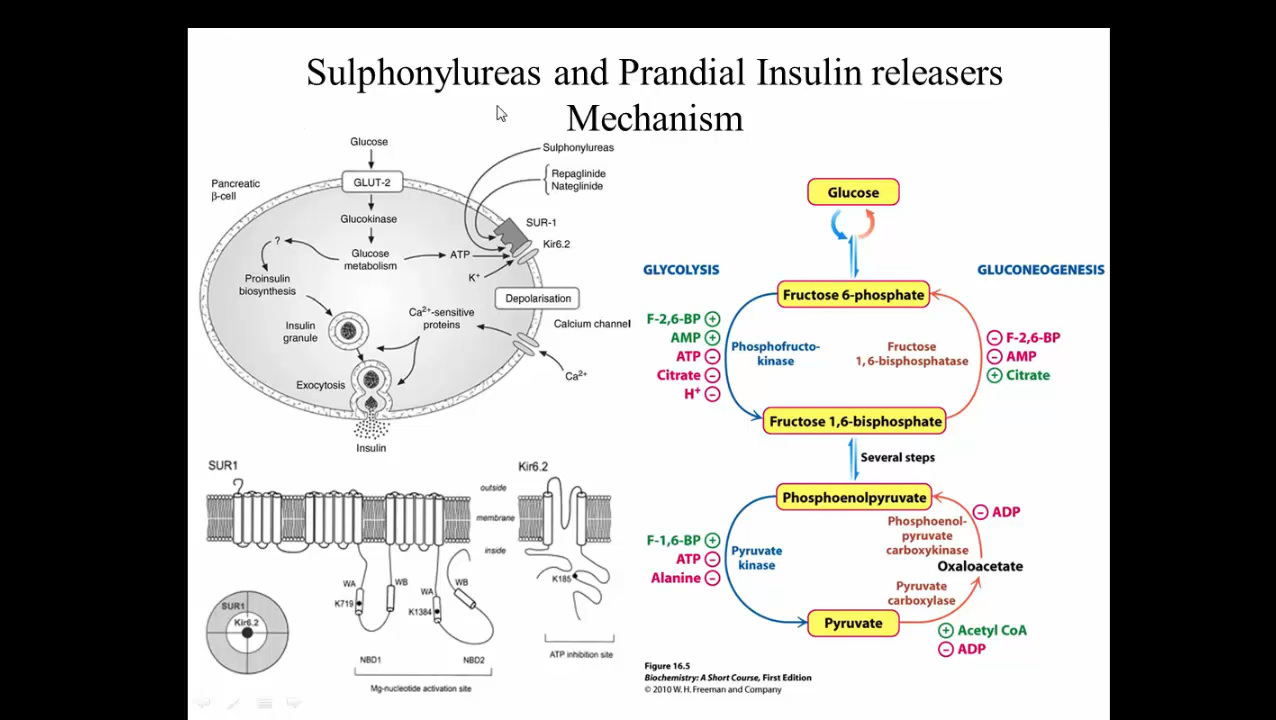 Sulphonylureas and Prandial Insulin releasers
Mechanism
Glucose
Sulphonylureas
Pancreatic
β-cell
GLUT-2
Repaglinide
Nateglinide
Glucokinase
SUR-1
Kir6.2
?
Glucose
metabolism
ATP
K⁺
Proinsulin
biosynthesis
Depolarisation
Insulin
granule
Ca²⁺-sensitive
proteins
Calcium channel
Exocytosis
Ca²⁺
Insulin
SUR1
Kir6.2
outside
membrane
inside
WA
WB
WA
WB
K719
K1384
K185
SUR1
Kir6.2
NBD1
NBD2
ATP inhibition site
Mg-nucleotide activation site
Glucose
GLYCOLYSIS
GLUCONEOGENESIS
Fructose 6-phosphate
F-2,6-BP +
AMP +
ATP −
Citrate −
H⁺ −
Phosphofructo-
kinase
Fructose
1,6-bisphosphatase
− F-2,6-BP
− AMP
+ Citrate
Fructose 1,6-bisphosphate
Several steps
Phosphoenolpyruvate
− ADP
Phosphoenol-
pyruvate
carboxykinase
F-1,6-BP +
ATP −
Alanine −
Pyruvate
kinase
Oxaloacetate
Pyruvate
carboxylase
Pyruvate
+ Acetyl CoA
− ADP
Figure 16.5
Biochemistry: A Short Course, First Edition
© 2010 W. H. Freeman and Company